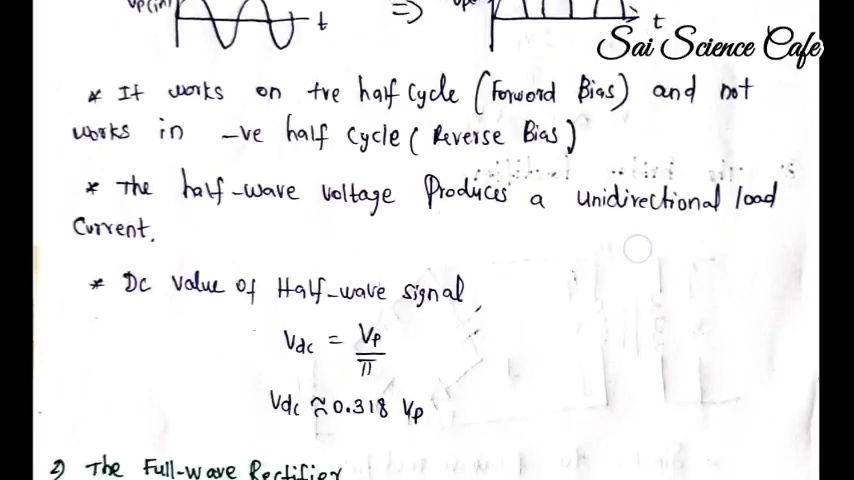 Vp(in) t ⇒ Vp t
Sai Science Cafe
* It works on +ve half cycle (Forword Bias) and not
works in -ve half cycle (Reverse Bias)
* The half-wave voltage Produces a unidirectional load
Current.
* Dc value of Half-wave signal,
Vdc = Vp/π
Vdc ≈ 0.318 Vp
2) The Full-wave Rectifier